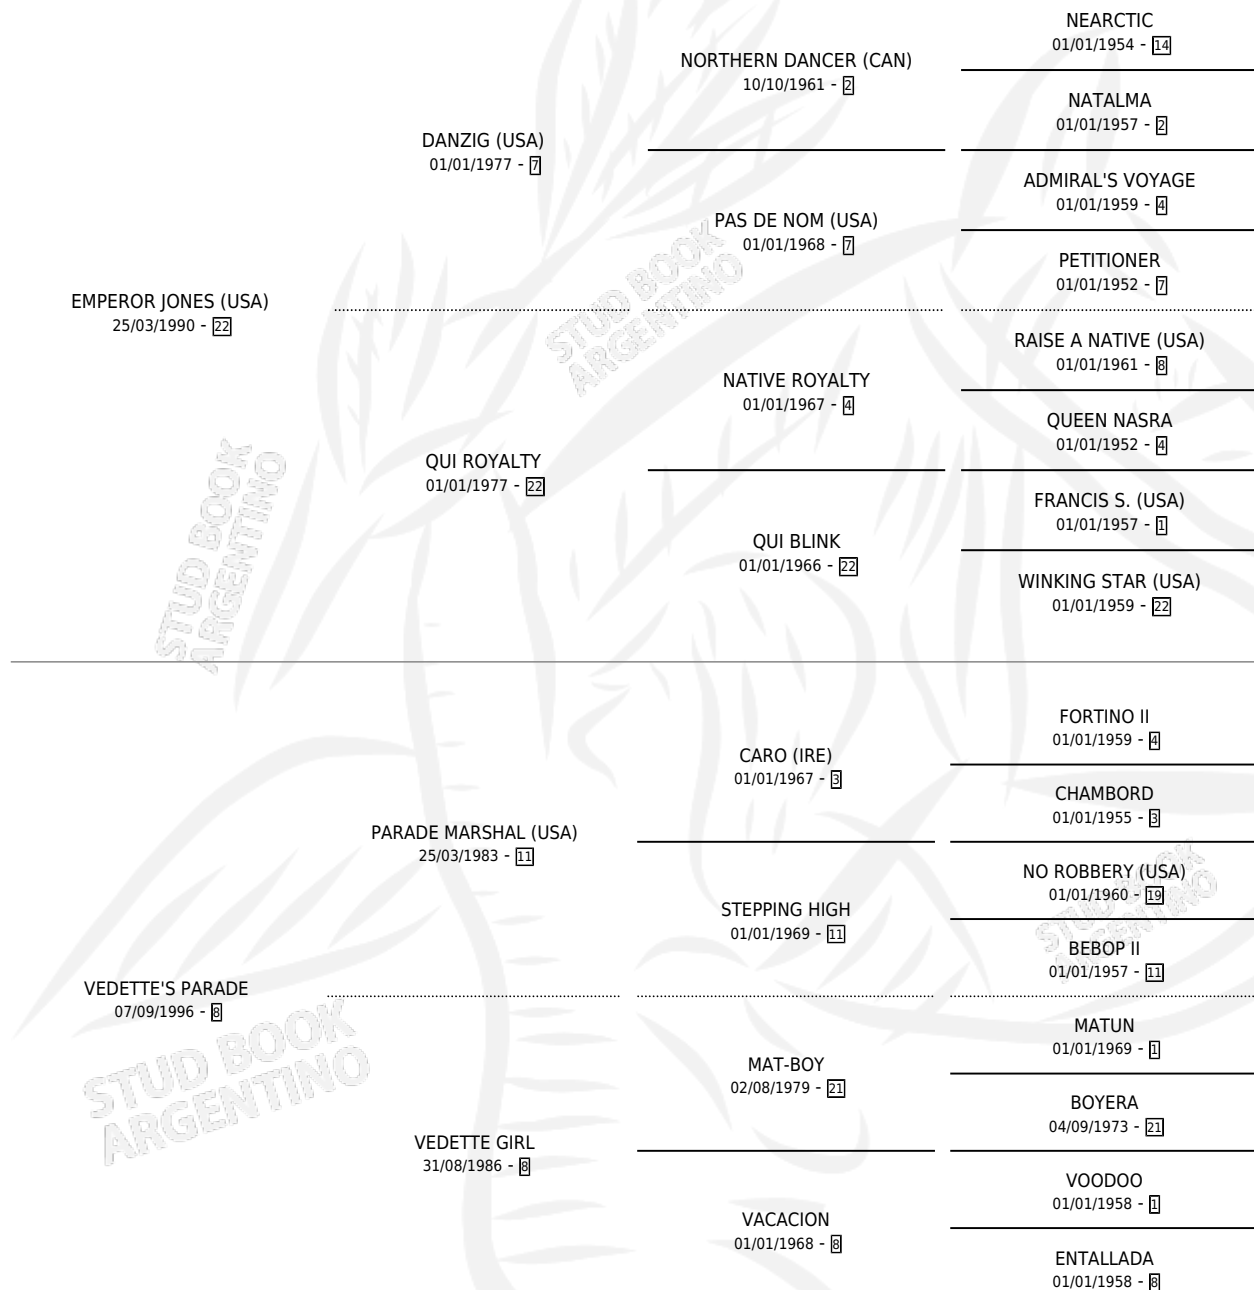 NEARCTIC
01/01/1954 - 14
NORTHERN DANCER (CAN)
10/10/1961 - 2
NATALMA
01/01/1957 - 2
DANZIG (USA)
01/01/1977 - 7
ADMIRAL'S VOYAGE
01/01/1959 - 4
PAS DE NOM (USA)
01/01/1968 - 7
PETITIONER
01/01/1952 - 7
EMPEROR JONES (USA)
25/03/1990 - 22
STUD BOOK
ARGENTINO
RAISE A NATIVE (USA)
01/01/1961 - 8
NATIVE ROYALTY
01/01/1967 - 4
QUEEN NASRA
01/01/1952 - 4
QUI ROYALTY
01/01/1977 - 22
FRANCIS S. (USA)
01/01/1957 - 1
QUI BLINK
01/01/1966 - 22
WINKING STAR (USA)
01/01/1959 - 22
STUD BOOK
ARGENTINO
FORTINO II
01/01/1959 - 4
CARO (IRE)
01/01/1967 - 3
CHAMBORD
01/01/1955 - 3
PARADE MARSHAL (USA)
25/03/1983 - 11
NO ROBBERY (USA)
01/01/1960 - 19
STEPPING HIGH
01/01/1969 - 11
BEBOP II
01/01/1957 - 11
STUD BOOK
ARGENTINO
VEDETTE'S PARADE
07/09/1996 - 8
STUD BOOK
ARGENTINO
MATUN
01/01/1969 - 1
MAT-BOY
02/08/1979 - 21
BOYERA
04/09/1973 - 21
VEDETTE GIRL
31/08/1986 - 8
VOODOO
01/01/1958 - 1
VACACION
01/01/1968 - 8
ENTALLADA
01/01/1958 - 8